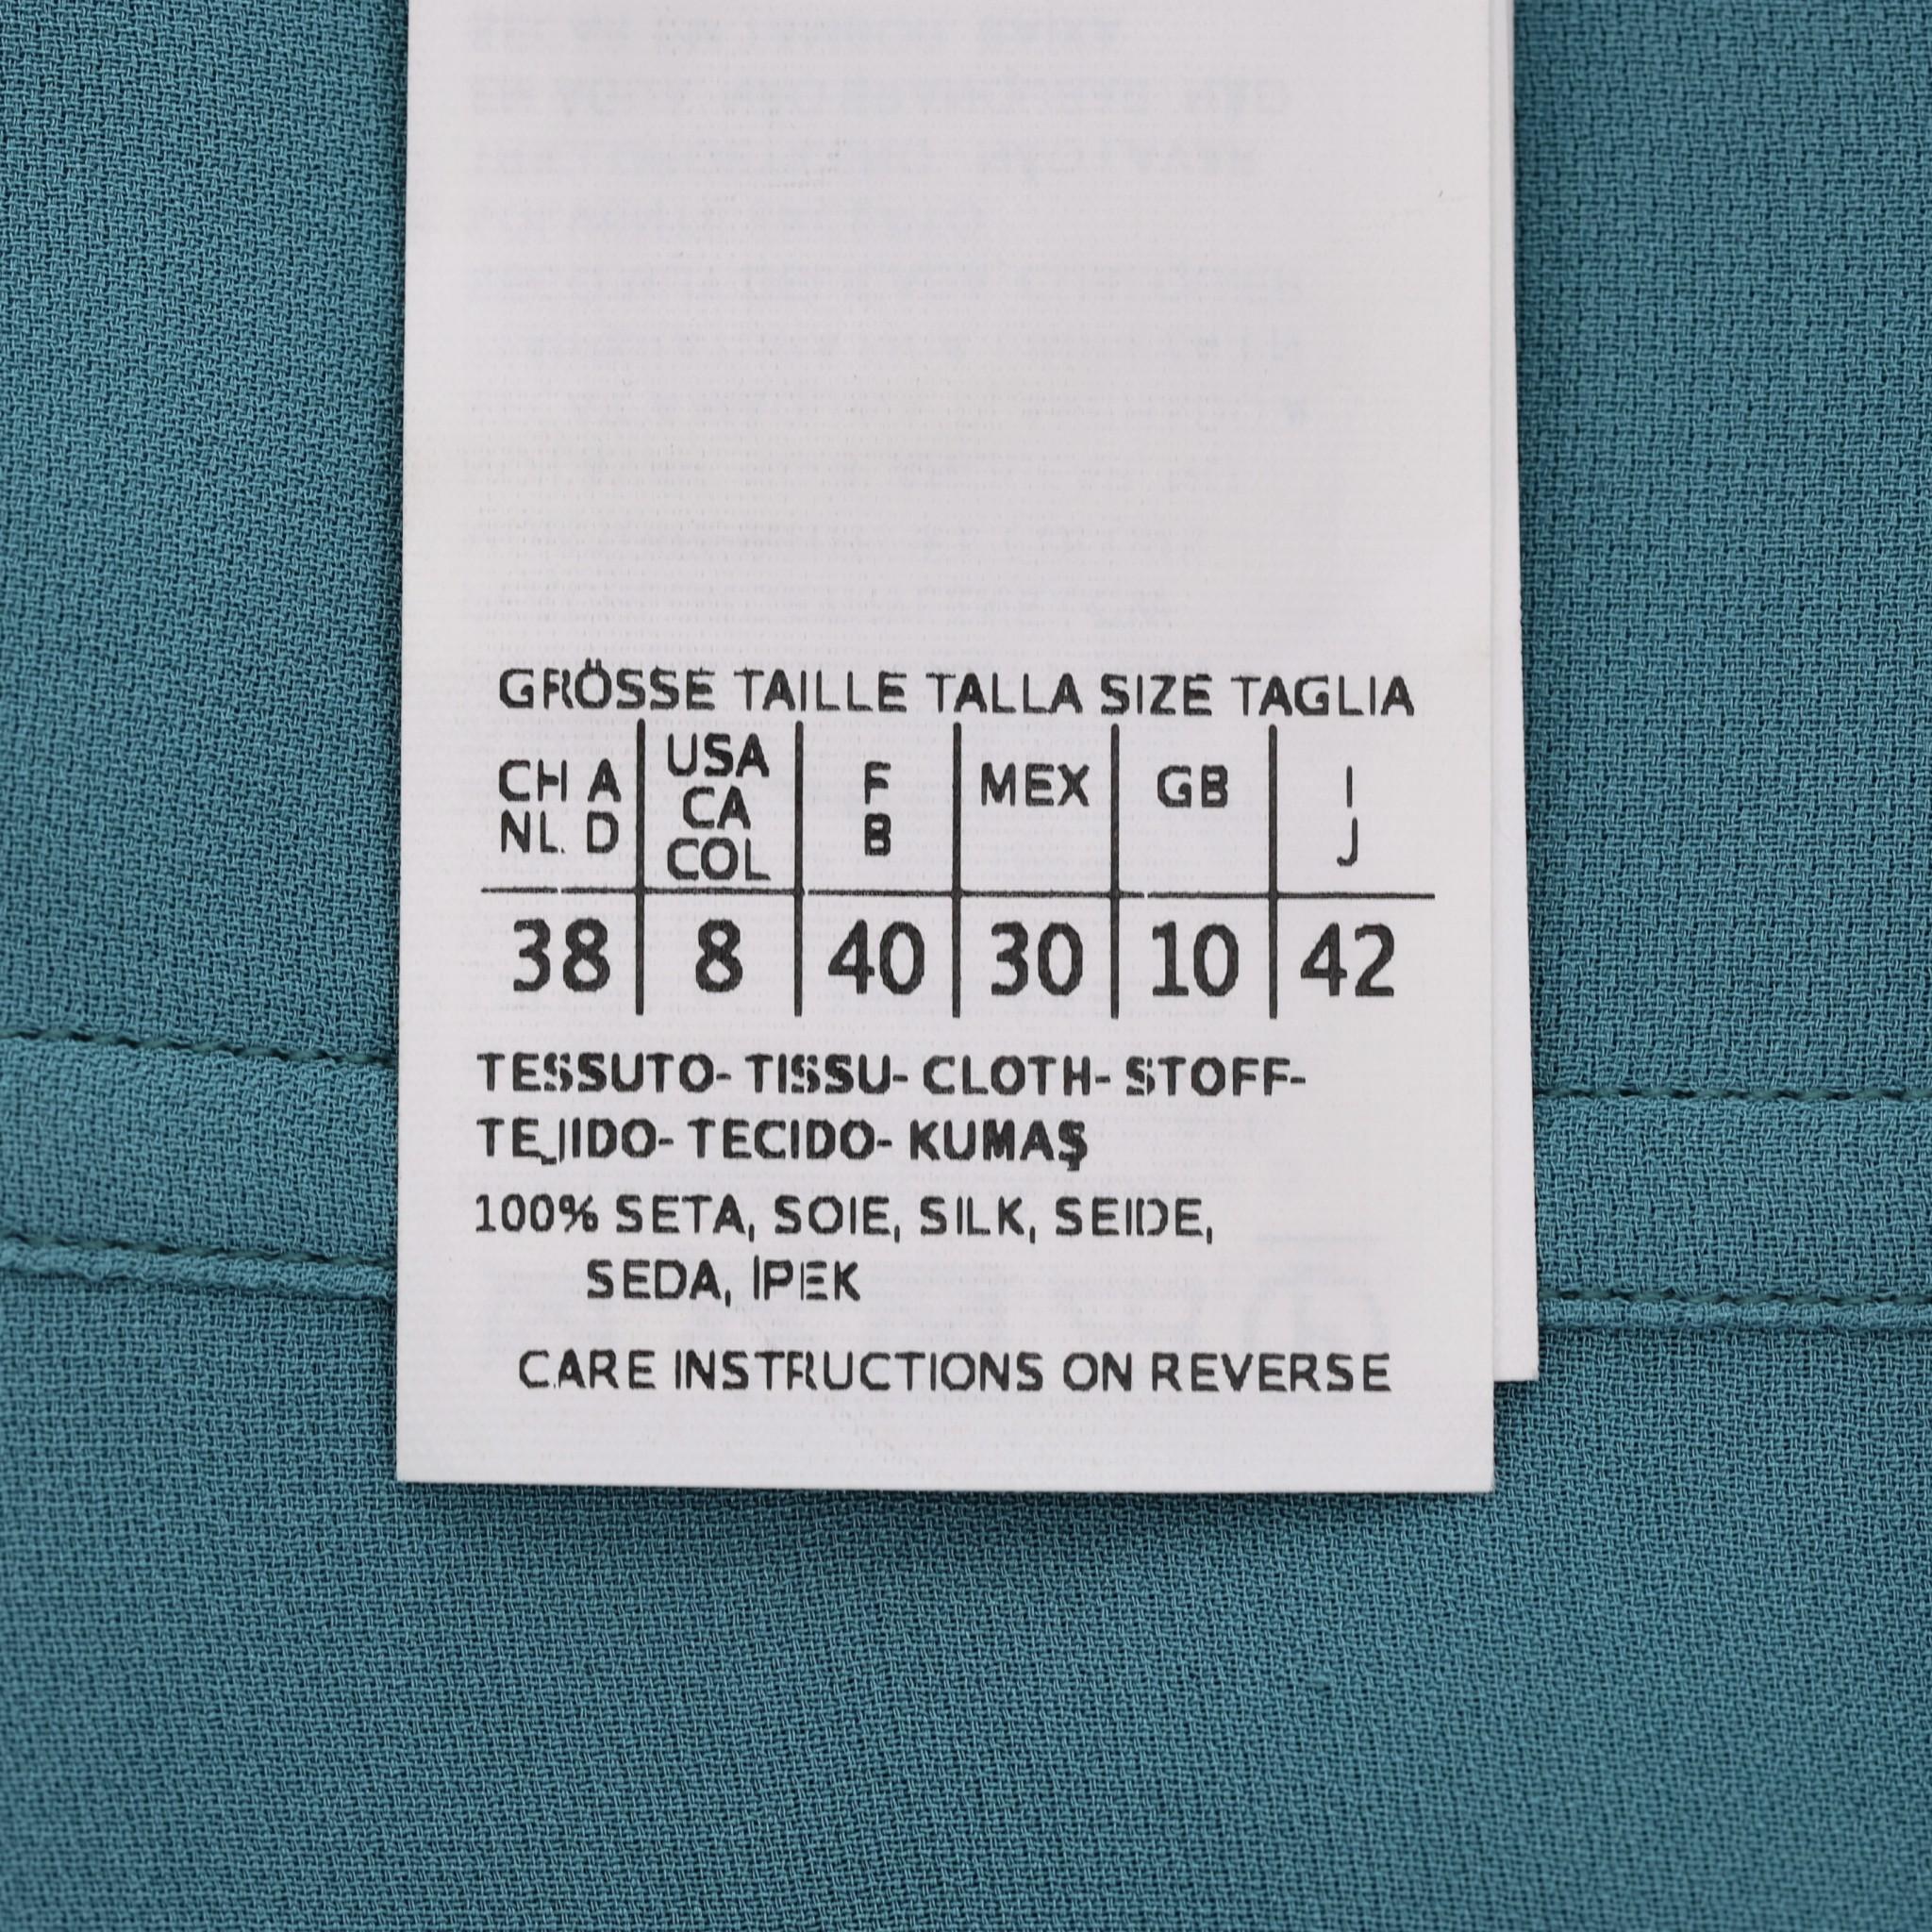 GRÖSSE TAILLE TALLA SIZE TAGLIA
CH A NL D | USA CA COL | F B | MEX | GB | I J
38 | 8 | 40 | 30 | 10 | 42
TESSUTO- TISSU- CLOTH- STOFF-
TEJIDO- TECIDO- KUMAŞ
100% SETA, SOIE, SILK, SEIDE,
SEDA, İPEK
CARE INSTRUCTIONS ON REVERSE